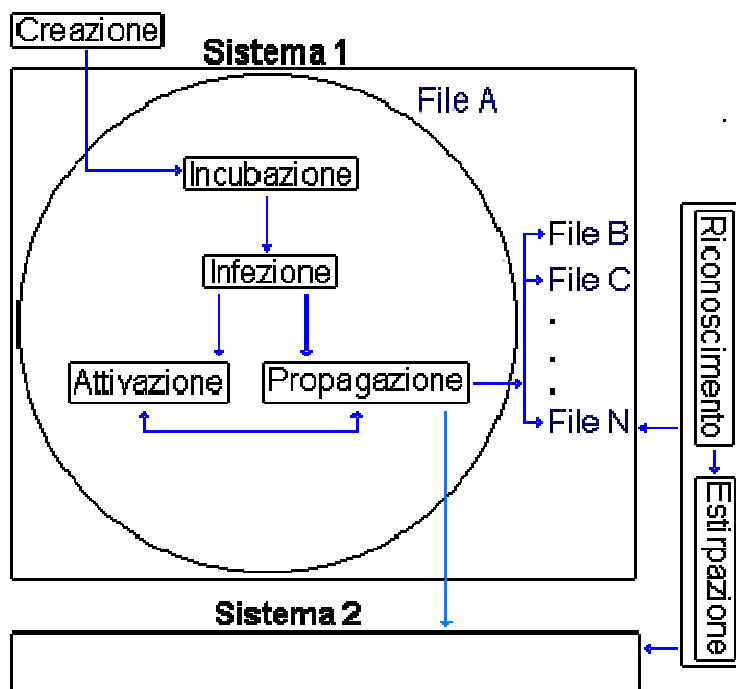 Creazione
Sistema 1
File A
Incubazione
Infezione
Attivazione
Propagazione
File B
File C
.
.
.
File N
Riconoscimento
Estirpazione
Sistema 2